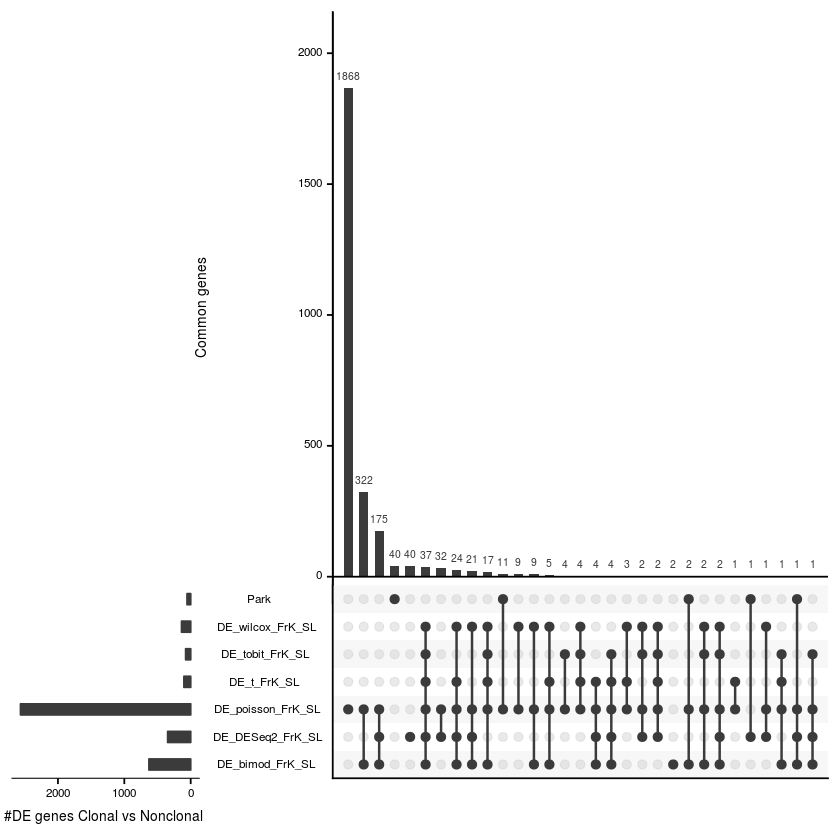 2000
1500
1000
500
0
Common genes
1868
322
175
40 40 37 32 24 21 17 11 9 9 5 4 4 4 4 3 2 2 2 2 2 2 1 1 1 1 1 1
Park
DE_wilcox_FrK_SL
DE_tobit_FrK_SL
DE_t_FrK_SL
DE_poisson_FrK_SL
DE_DESeq2_FrK_SL
DE_bimod_FrK_SL
2000 1000 0
#DE genes Clonal vs Nonclonal